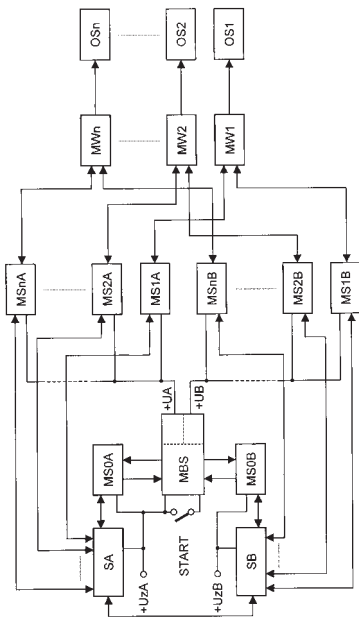 OSn
OS2
OS1
MWn
MW2
MW1
MSnA
MS2A
MS1A
MSnB
MS2B
MS1B
+UA
+UB
MS0A
MBS
MS0B
SA
START
SB
+UzA
+UzB